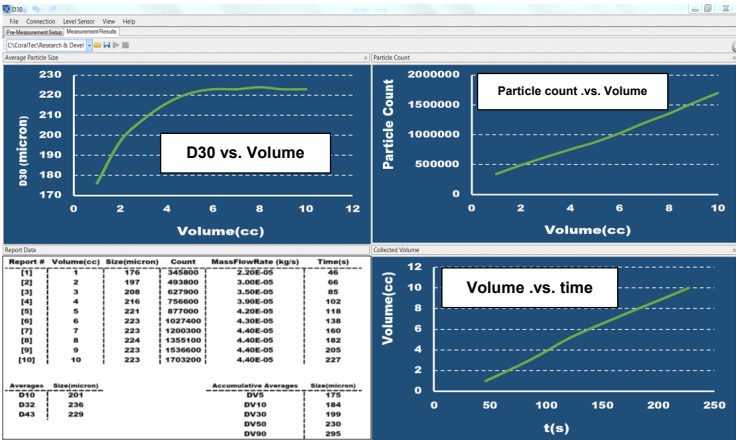 D30
File Connection Level Sensor View Help
Pre-Measurement Setup Measurement Results
C:\CoralTec\Research & Devel
Average Particle Size x
230
220
210
200
190
180
170
D30 (micron)
D30 vs. Volume
0 2 4 6 8 10 12
Volume(cc)
Particle Count x
2000000
1500000
1000000
500000
0
Particle Count
Particle count .vs. Volume
0 2 4 6 8 10
Volume(cc)
Report Data
Report # Volume(cc) Size(micron) Count MassFlowRate (kg/s) Time(s)
[1] 1 176 345800 2.20E-05 46
[2] 2 197 493800 3.00E-05 66
[3] 3 208 627900 3.50E-05 85
[4] 4 216 756600 3.90E-05 102
[5] 5 221 877000 4.20E-05 118
[6] 6 223 1027400 4.30E-05 138
[7] 7 223 1200300 4.40E-05 160
[8] 8 224 1355100 4.40E-05 182
[9] 9 223 1536600 4.40E-05 205
[10] 10 223 1703200 4.40E-05 227
Averages Size(micron) Accumulative Averages Size(micron)
D10 201 DV5 175
D32 236 DV10 184
D43 229 DV30 199
DV50 230
DV90 295
Collected Volume x
12
10
8
6
4
2
0
Volume(cc)
Volume .vs. time
0 50 100 150 200 250
t(s)